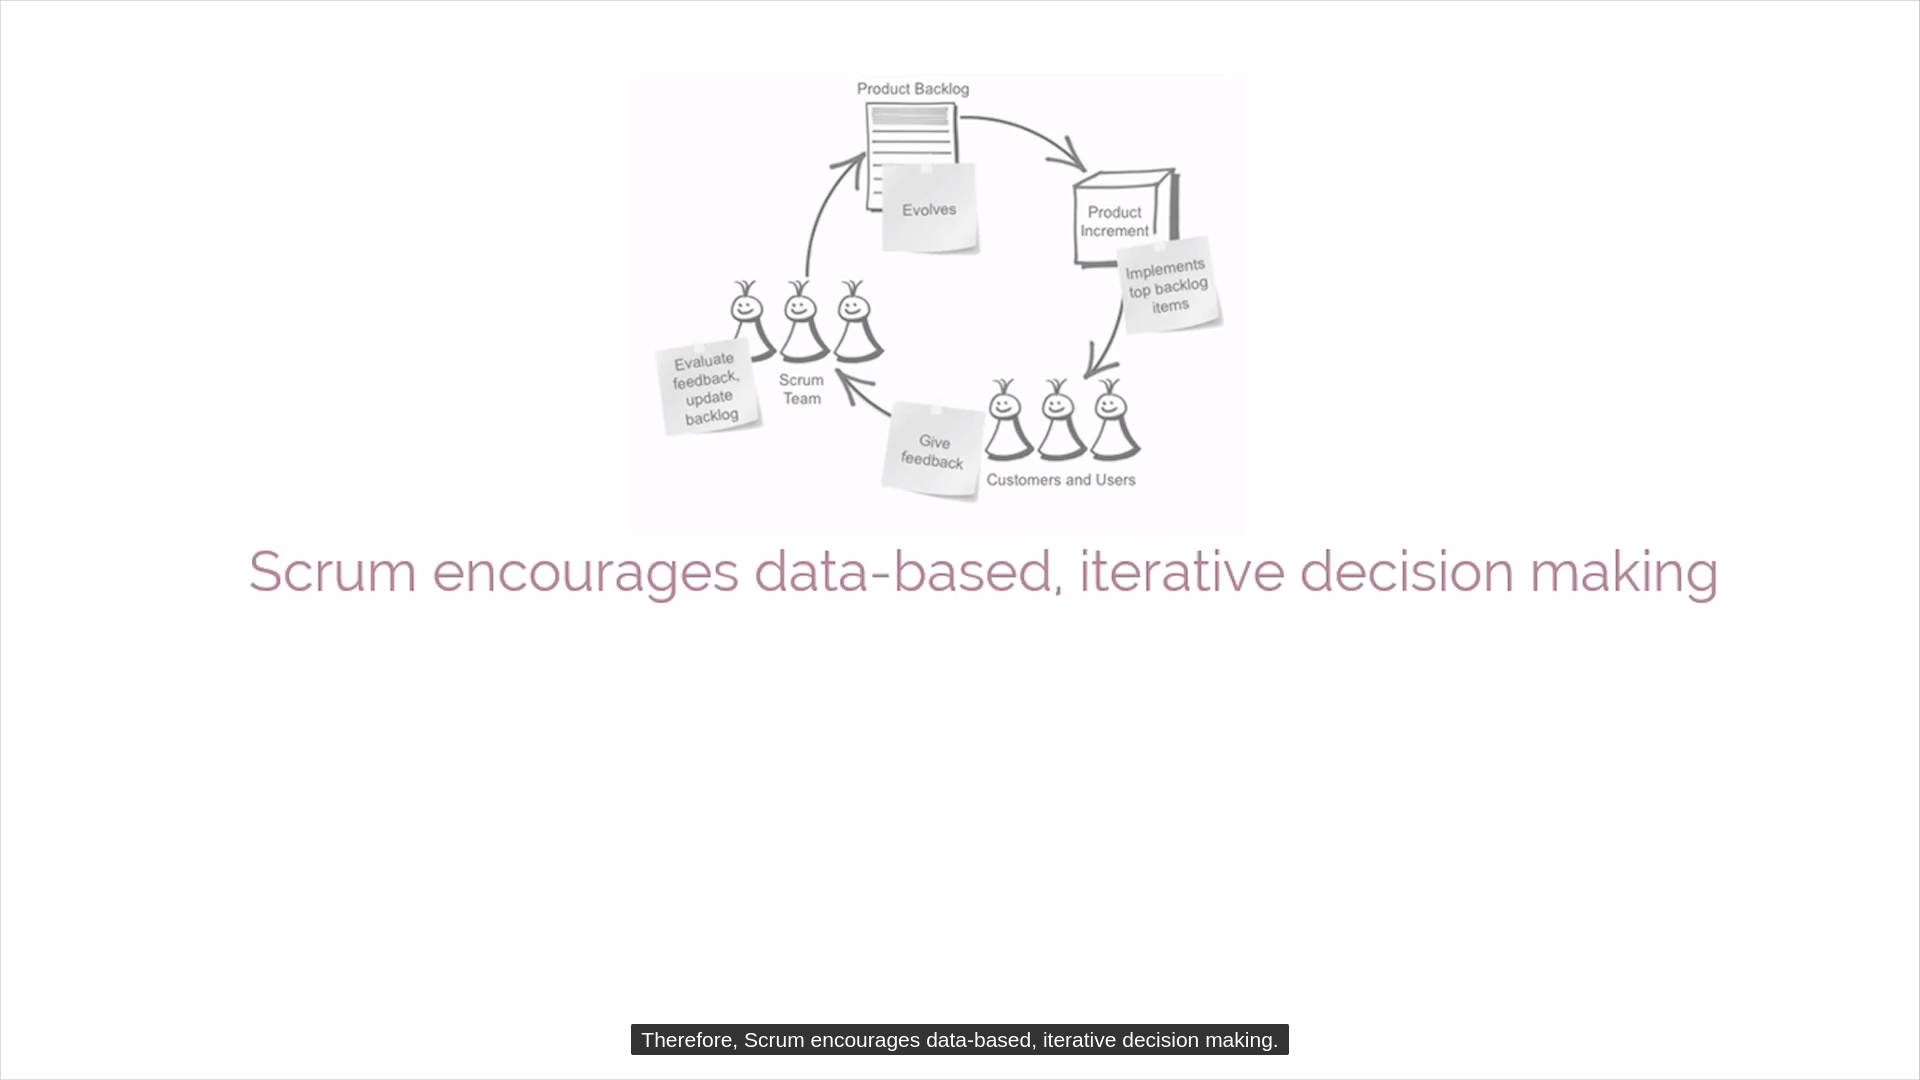 Product Backlog
Evolves
Product
Increment
Implements
top backlog
items
Evaluate
feedback,
update
backlog
Scrum
Team
Give
feedback
Customers and Users
Scrum encourages data-based, iterative decision making
Therefore, Scrum encourages data-based, iterative decision making.